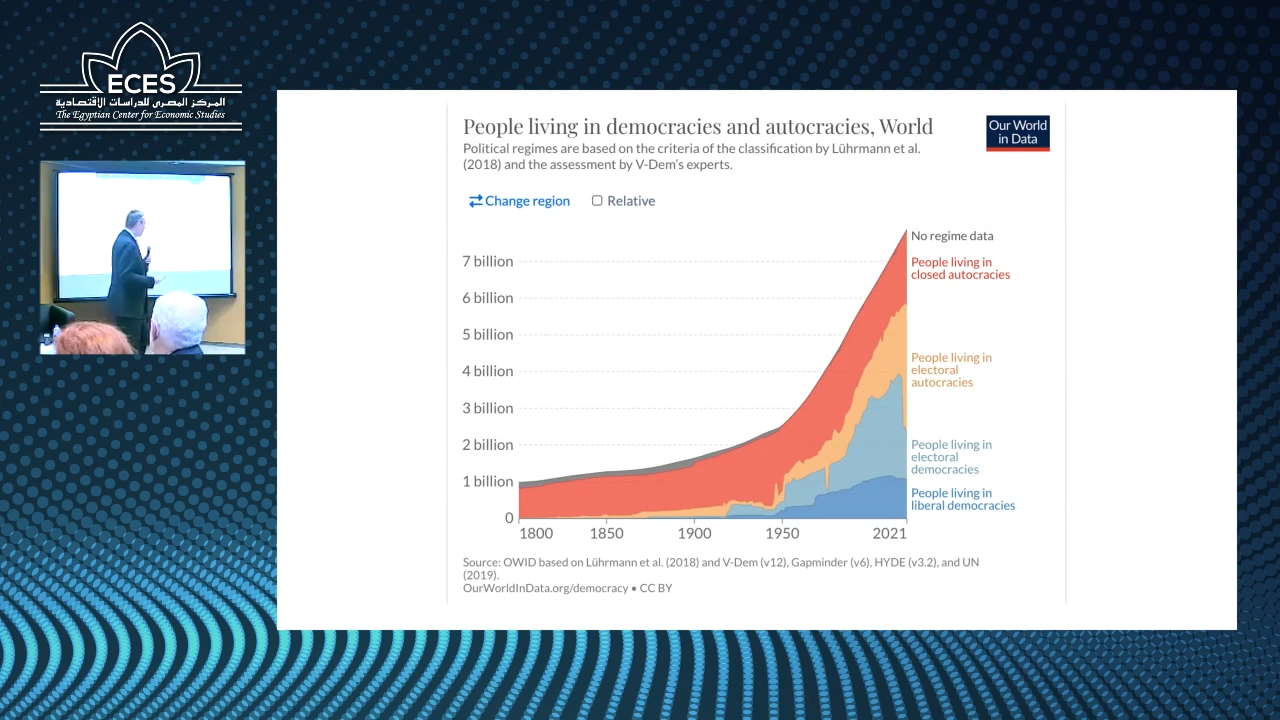 ECES
المركز المصرى للدراسات الاقتصادية
The Egyptian Center for Economic Studies
People living in democracies and autocracies, World
Political regimes are based on the criteria of the classification by Lührmann et al.
(2018) and the assessment by V-Dem's experts.
Our World
in Data
Change region
Relative
7 billion
6 billion
5 billion
4 billion
3 billion
2 billion
1 billion
0
1800
1850
1900
1950
2021
No regime data
People living in
closed autocracies
People living in
electoral
autocracies
People living in
electoral
democracies
People living in
liberal democracies
Source: OWID based on Lührmann et al. (2018) and V-Dem (v12), Gapminder (v6), HYDE (v3.2), and UN
(2019).
OurWorldInData.org/democracy • CC BY